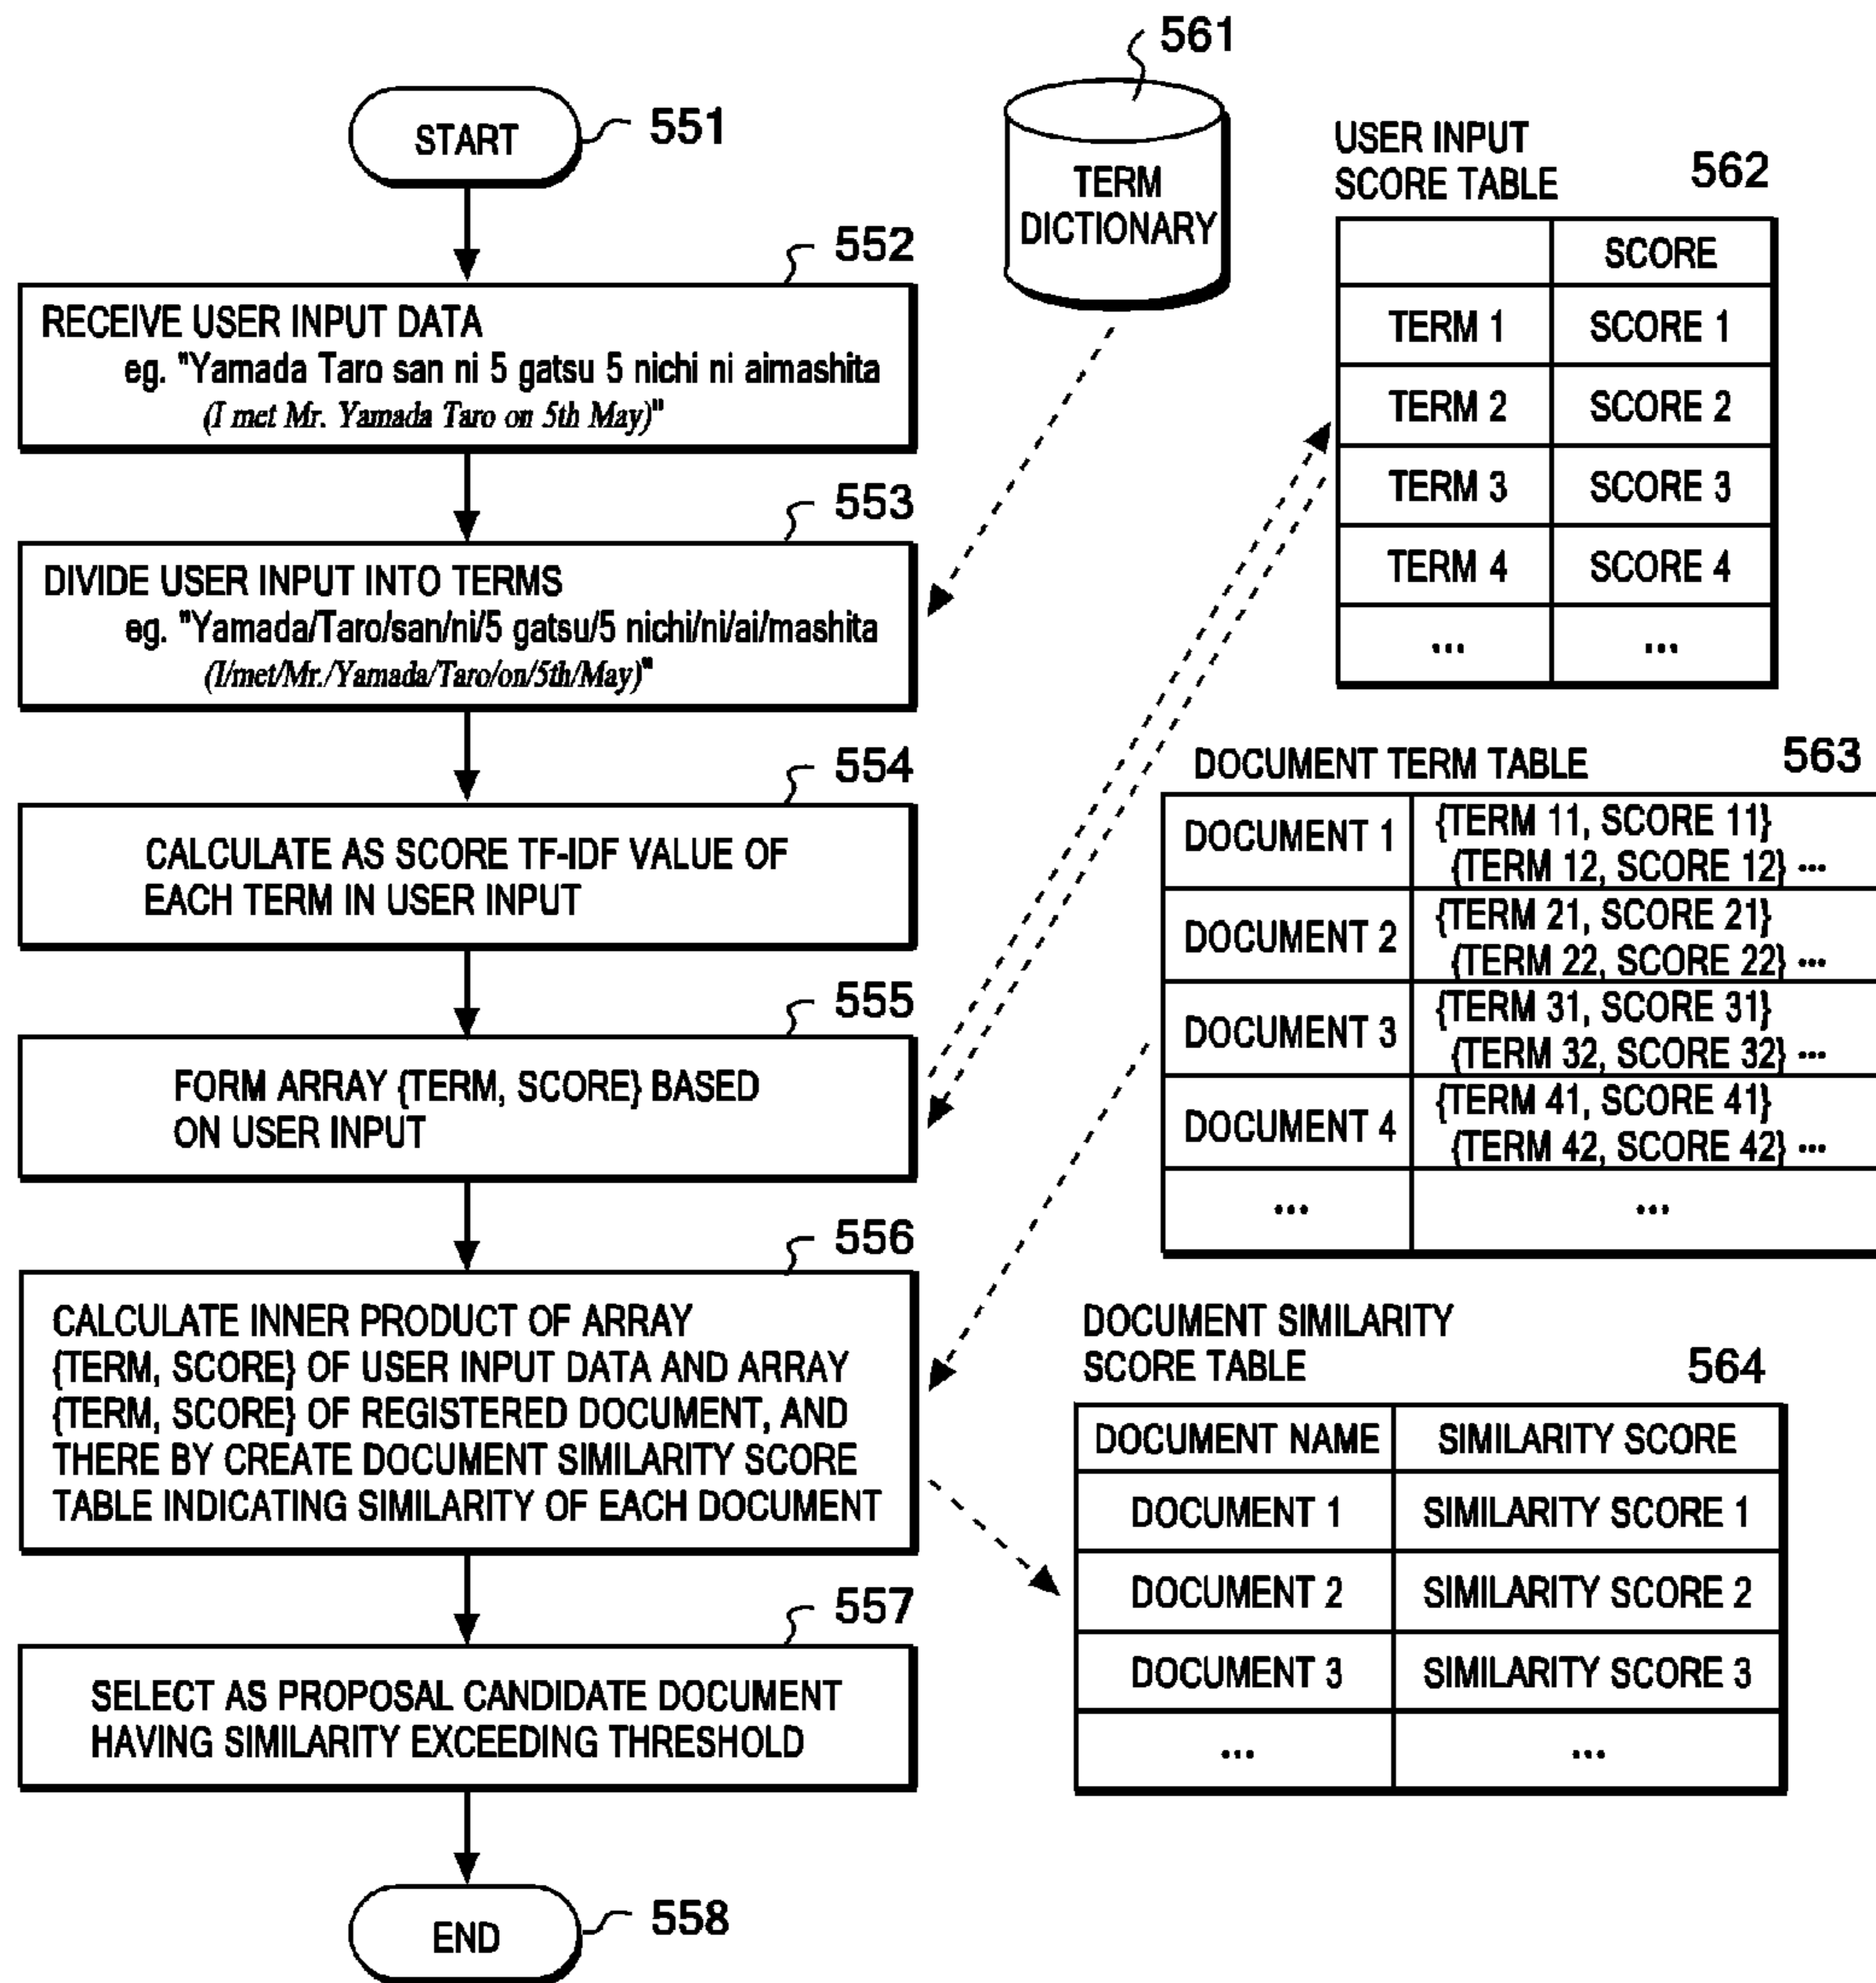 START
551
552
RECEIVE USER INPUT DATA
eg. "Yamada Taro san ni 5 gatsu 5 nichi ni aimashita
(I met Mr. Yamada Taro on 5th May)"
553
DIVIDE USER INPUT INTO TERMS
eg. "Yamada/Taro/san/ni/5 gatsu/5 nichi/ni/ai/mashita
(I/met/Mr./Yamada/Taro/on/5th/May)"
554
CALCULATE AS SCORE TF-IDF VALUE OF
EACH TERM IN USER INPUT
555
FORM ARRAY {TERM, SCORE} BASED
ON USER INPUT
556
CALCULATE INNER PRODUCT OF ARRAY
{TERM, SCORE} OF USER INPUT DATA AND ARRAY
{TERM, SCORE} OF REGISTERED DOCUMENT, AND
THERE BY CREATE DOCUMENT SIMILARITY SCORE
TABLE INDICATING SIMILARITY OF EACH DOCUMENT
557
SELECT AS PROPOSAL CANDIDATE DOCUMENT
HAVING SIMILARITY EXCEEDING THRESHOLD
END
558
561
TERM
DICTIONARY
USER INPUT
SCORE TABLE
562
SCORE
TERM 1 SCORE 1
TERM 2 SCORE 2
TERM 3 SCORE 3
TERM 4 SCORE 4
... ...
DOCUMENT TERM TABLE
563
DOCUMENT 1
{TERM 11, SCORE 11}
{TERM 12, SCORE 12} ...
DOCUMENT 2
{TERM 21, SCORE 21}
{TERM 22, SCORE 22} ...
DOCUMENT 3
{TERM 31, SCORE 31}
{TERM 32, SCORE 32} ...
DOCUMENT 4
{TERM 41, SCORE 41}
{TERM 42, SCORE 42} ...
... ...
DOCUMENT SIMILARITY
SCORE TABLE
564
DOCUMENT NAME SIMILARITY SCORE
DOCUMENT 1 SIMILARITY SCORE 1
DOCUMENT 2 SIMILARITY SCORE 2
DOCUMENT 3 SIMILARITY SCORE 3
... ...